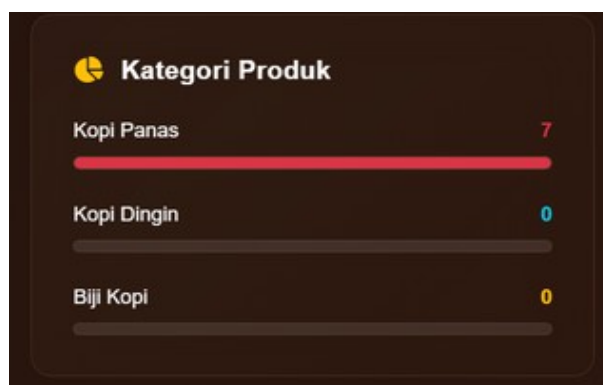 Kategori Produk
Kopi Panas 7
Kopi Dingin 0
Biji Kopi 0